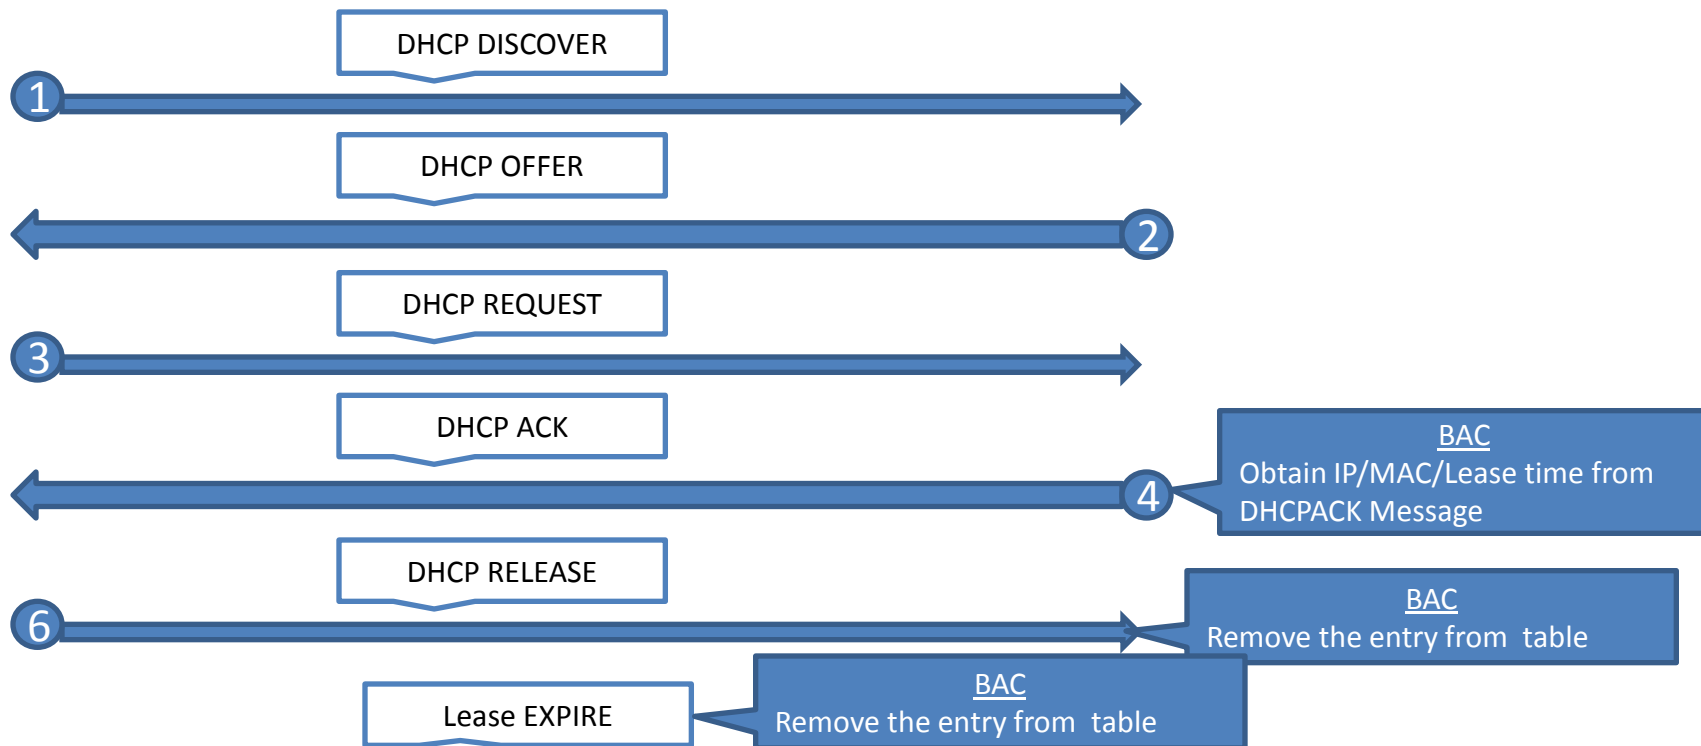 DHCP DISCOVER
1
DHCP OFFER
2
DHCP REQUEST
3
DHCP ACK
4
BAC
Obtain IP/MAC/Lease time from
DHCPACK Message
DHCP RELEASE
6
BAC
Remove the entry from table
Lease EXPIRE
BAC
Remove the entry from table